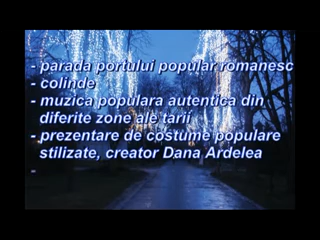 - parada portului popular romanesc
- colinde
- muzica populara autentica din
diferite zone ale tarii
- prezentare de costume populare
stilizate, creator Dana Ardelea
-